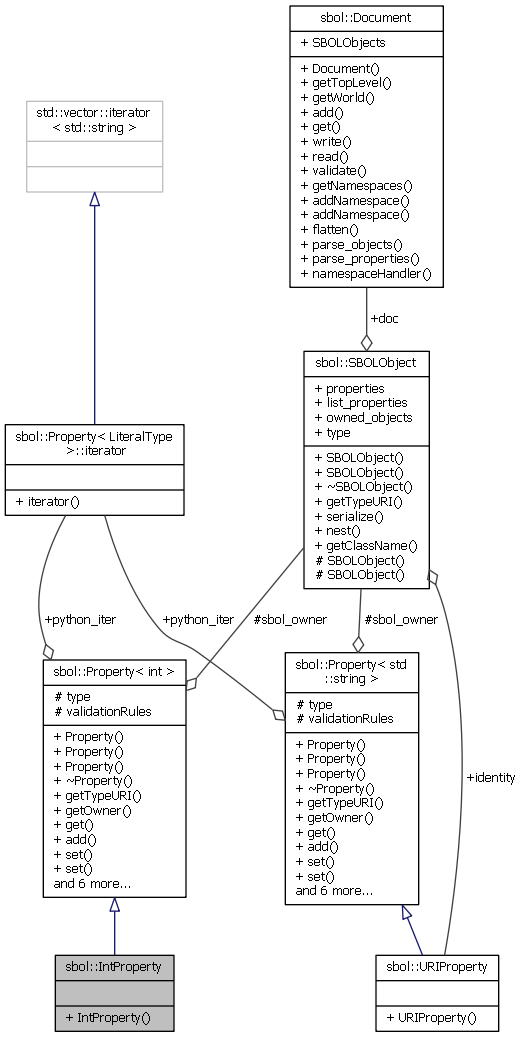 sbol::Document
+ SBOLObjects
+ Document()
+ getTopLevel()
+ getWorld()
+ add()
+ get()
+ write()
+ read()
+ validate()
+ getNamespaces()
+ addNamespace()
+ addNamespace()
+ flatten()
+ parse_objects()
+ parse_properties()
+ namespaceHandler()
std::vector::iterator
< std::string >
+doc
sbol::SBOLObject
+ properties
+ list_properties
+ owned_objects
+ type
+ SBOLObject()
+ SBOLObject()
+ ~SBOLObject()
+ getTypeURI()
+ serialize()
+ nest()
+ getClassName()
# SBOLObject()
# SBOLObject()
sbol::Property< LiteralType
>::iterator
+ iterator()
+python_iter
+python_iter
#sbol_owner
#sbol_owner
sbol::Property< int >
# type
# validationRules
+ Property()
+ Property()
+ Property()
+ ~Property()
+ getTypeURI()
+ getOwner()
+ get()
+ add()
+ set()
+ set()
and 6 more...
sbol::Property< std
::string >
# type
# validationRules
+ Property()
+ Property()
+ Property()
+ ~Property()
+ getTypeURI()
+ getOwner()
+ get()
+ ~add()
+ set()
+ set()
and 6 more...
+identity
sbol::IntProperty
+ IntProperty()
sbol::URIProperty
+ URIProperty()